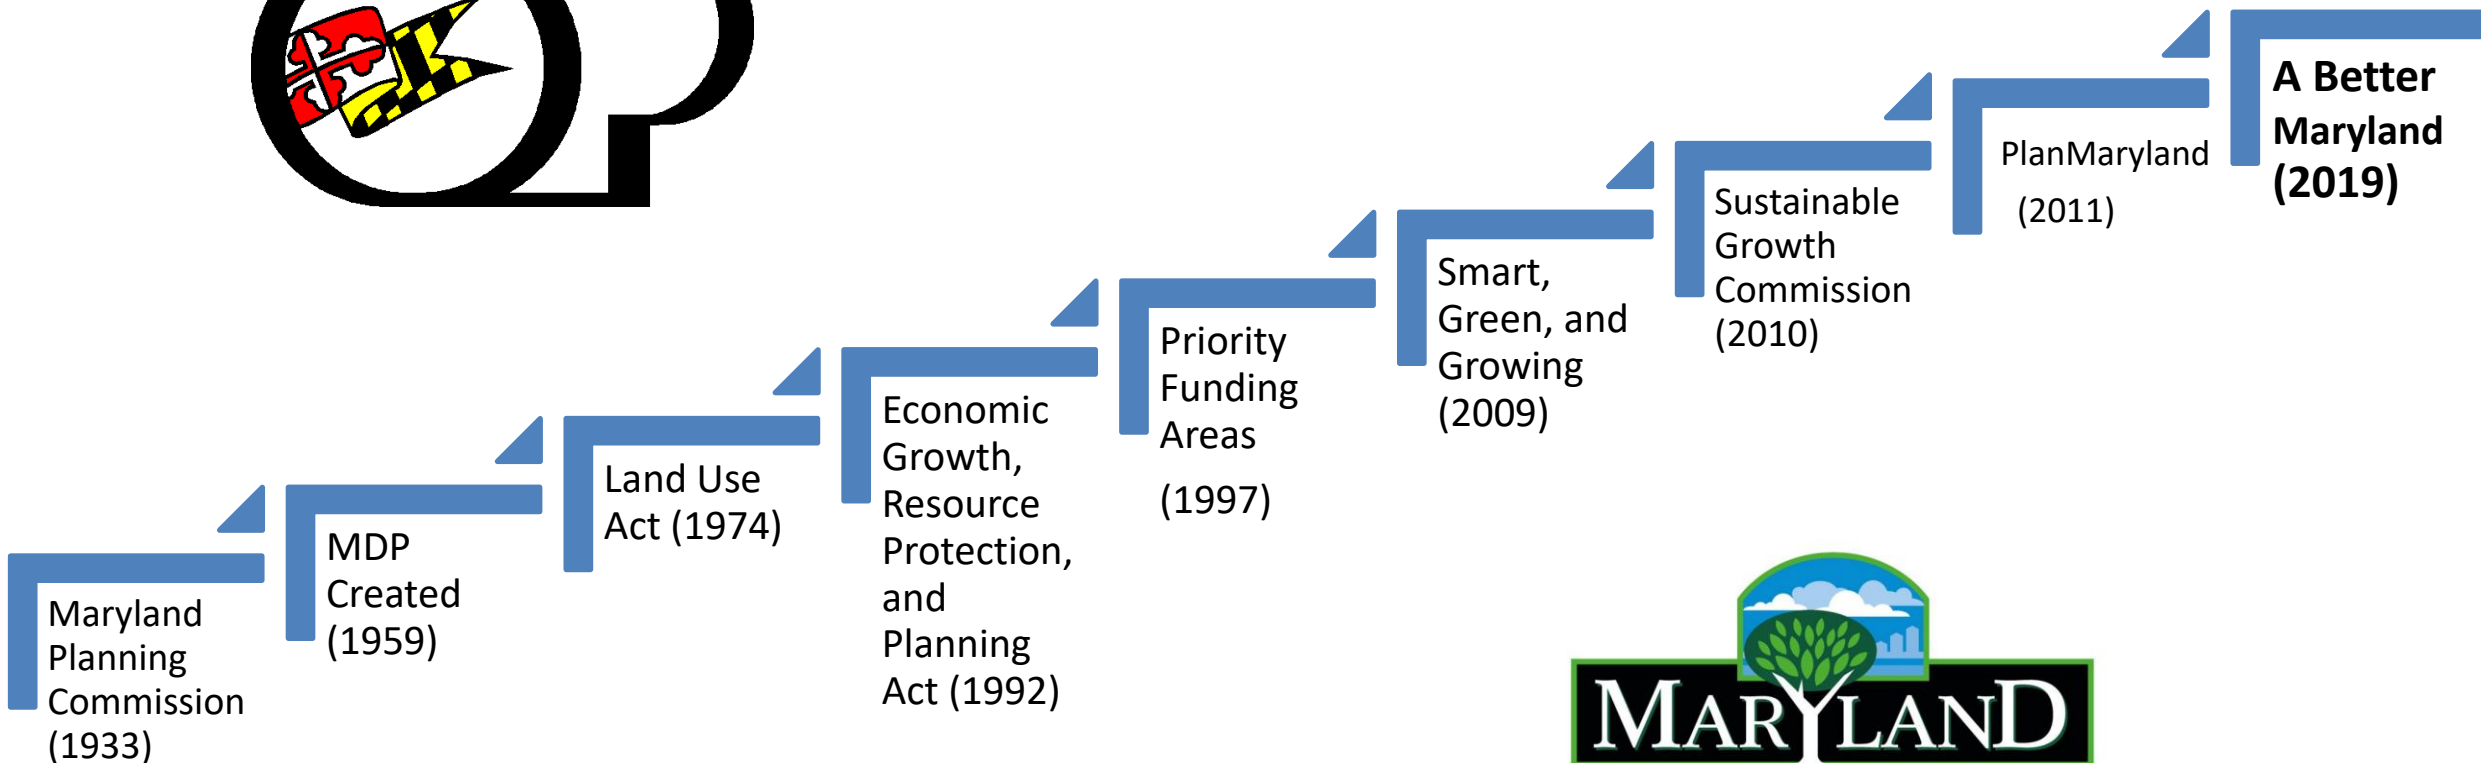 Maryland
Planning
Commission
(1933)
MDP
Created
(1959)
Land Use
Act (1974)
Economic
Growth,
Resource
Protection,
and
Planning
Act (1992)
Priority
Funding
Areas
(1997)
Smart,
Green, and
Growing
(2009)
Sustainable
Growth
Commission
(2010)
PlanMaryland
(2011)
A Better
Maryland
(2019)
MARYLAND